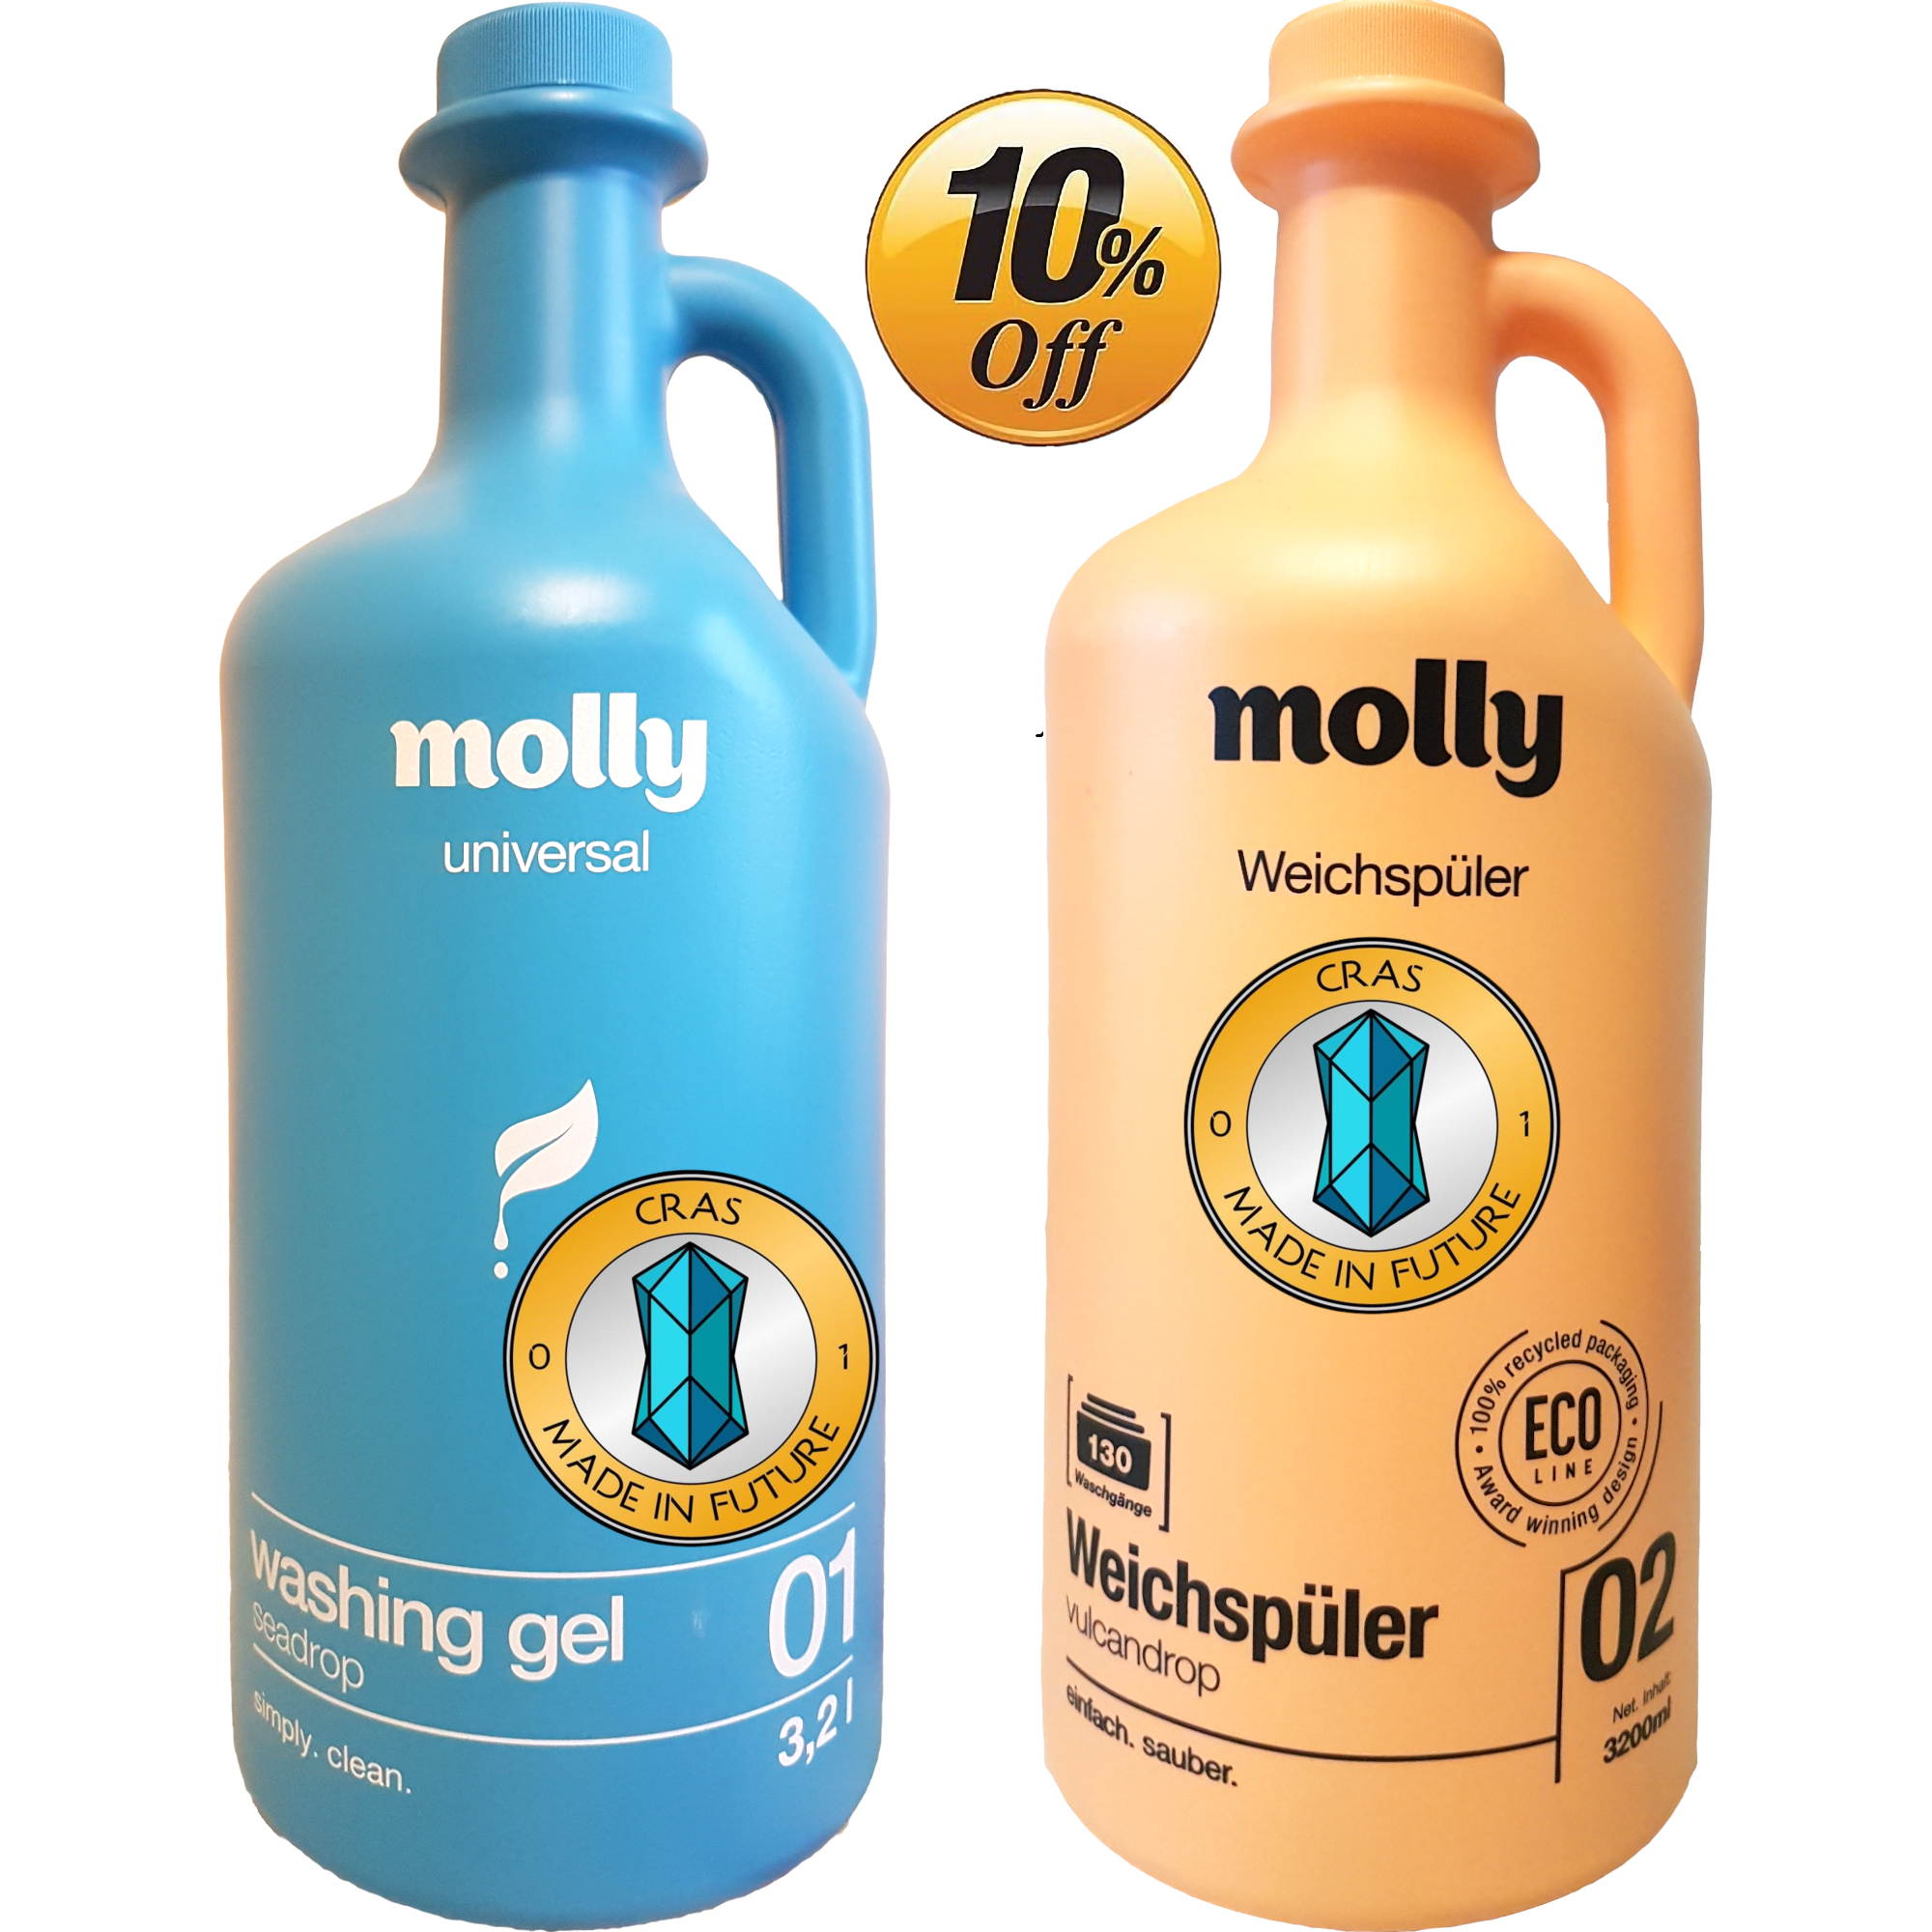 10%
Off
molly
universal
CRAS
0 1
MADE IN FUTURE
washing gel
seadrop
01
simply. clean.
3,2 l
molly
Weichspüler
CRAS
0 1
MADE IN FUTURE
130
Waschgänge
100% recycled packaging •
ECO
LINE
• Award winning design
Weichspüler
vulcandrop
02
einfach. sauber.
Net. Inhalt:
3200ml